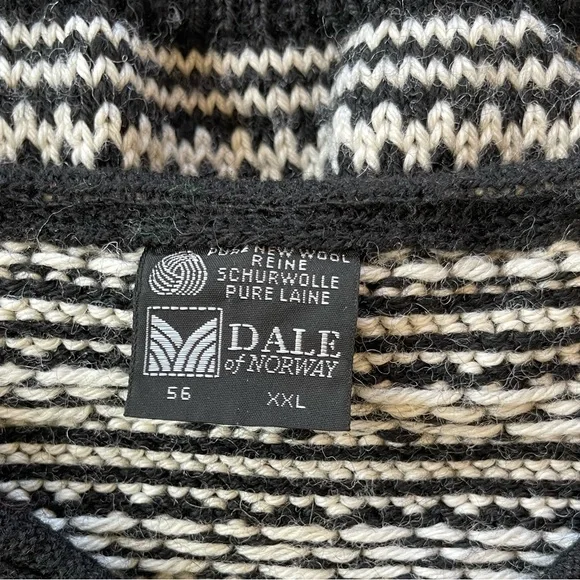 PURE NEW WOOL
REINE
SCHURWOLLE
PURE LAINE
DALE
of NORWAY
56 XXL